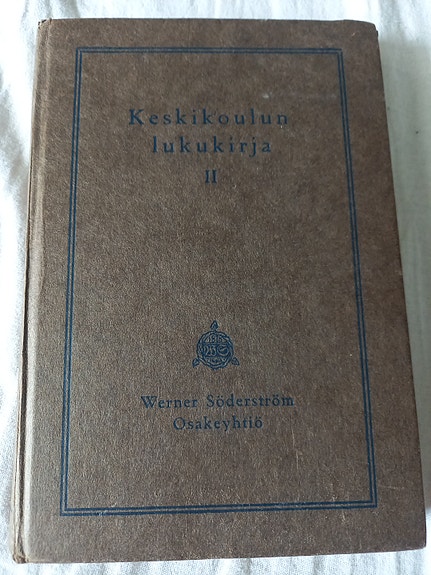 Keskikoulun
lukukirja
II
Werner Söderström
Osakeyhtiö